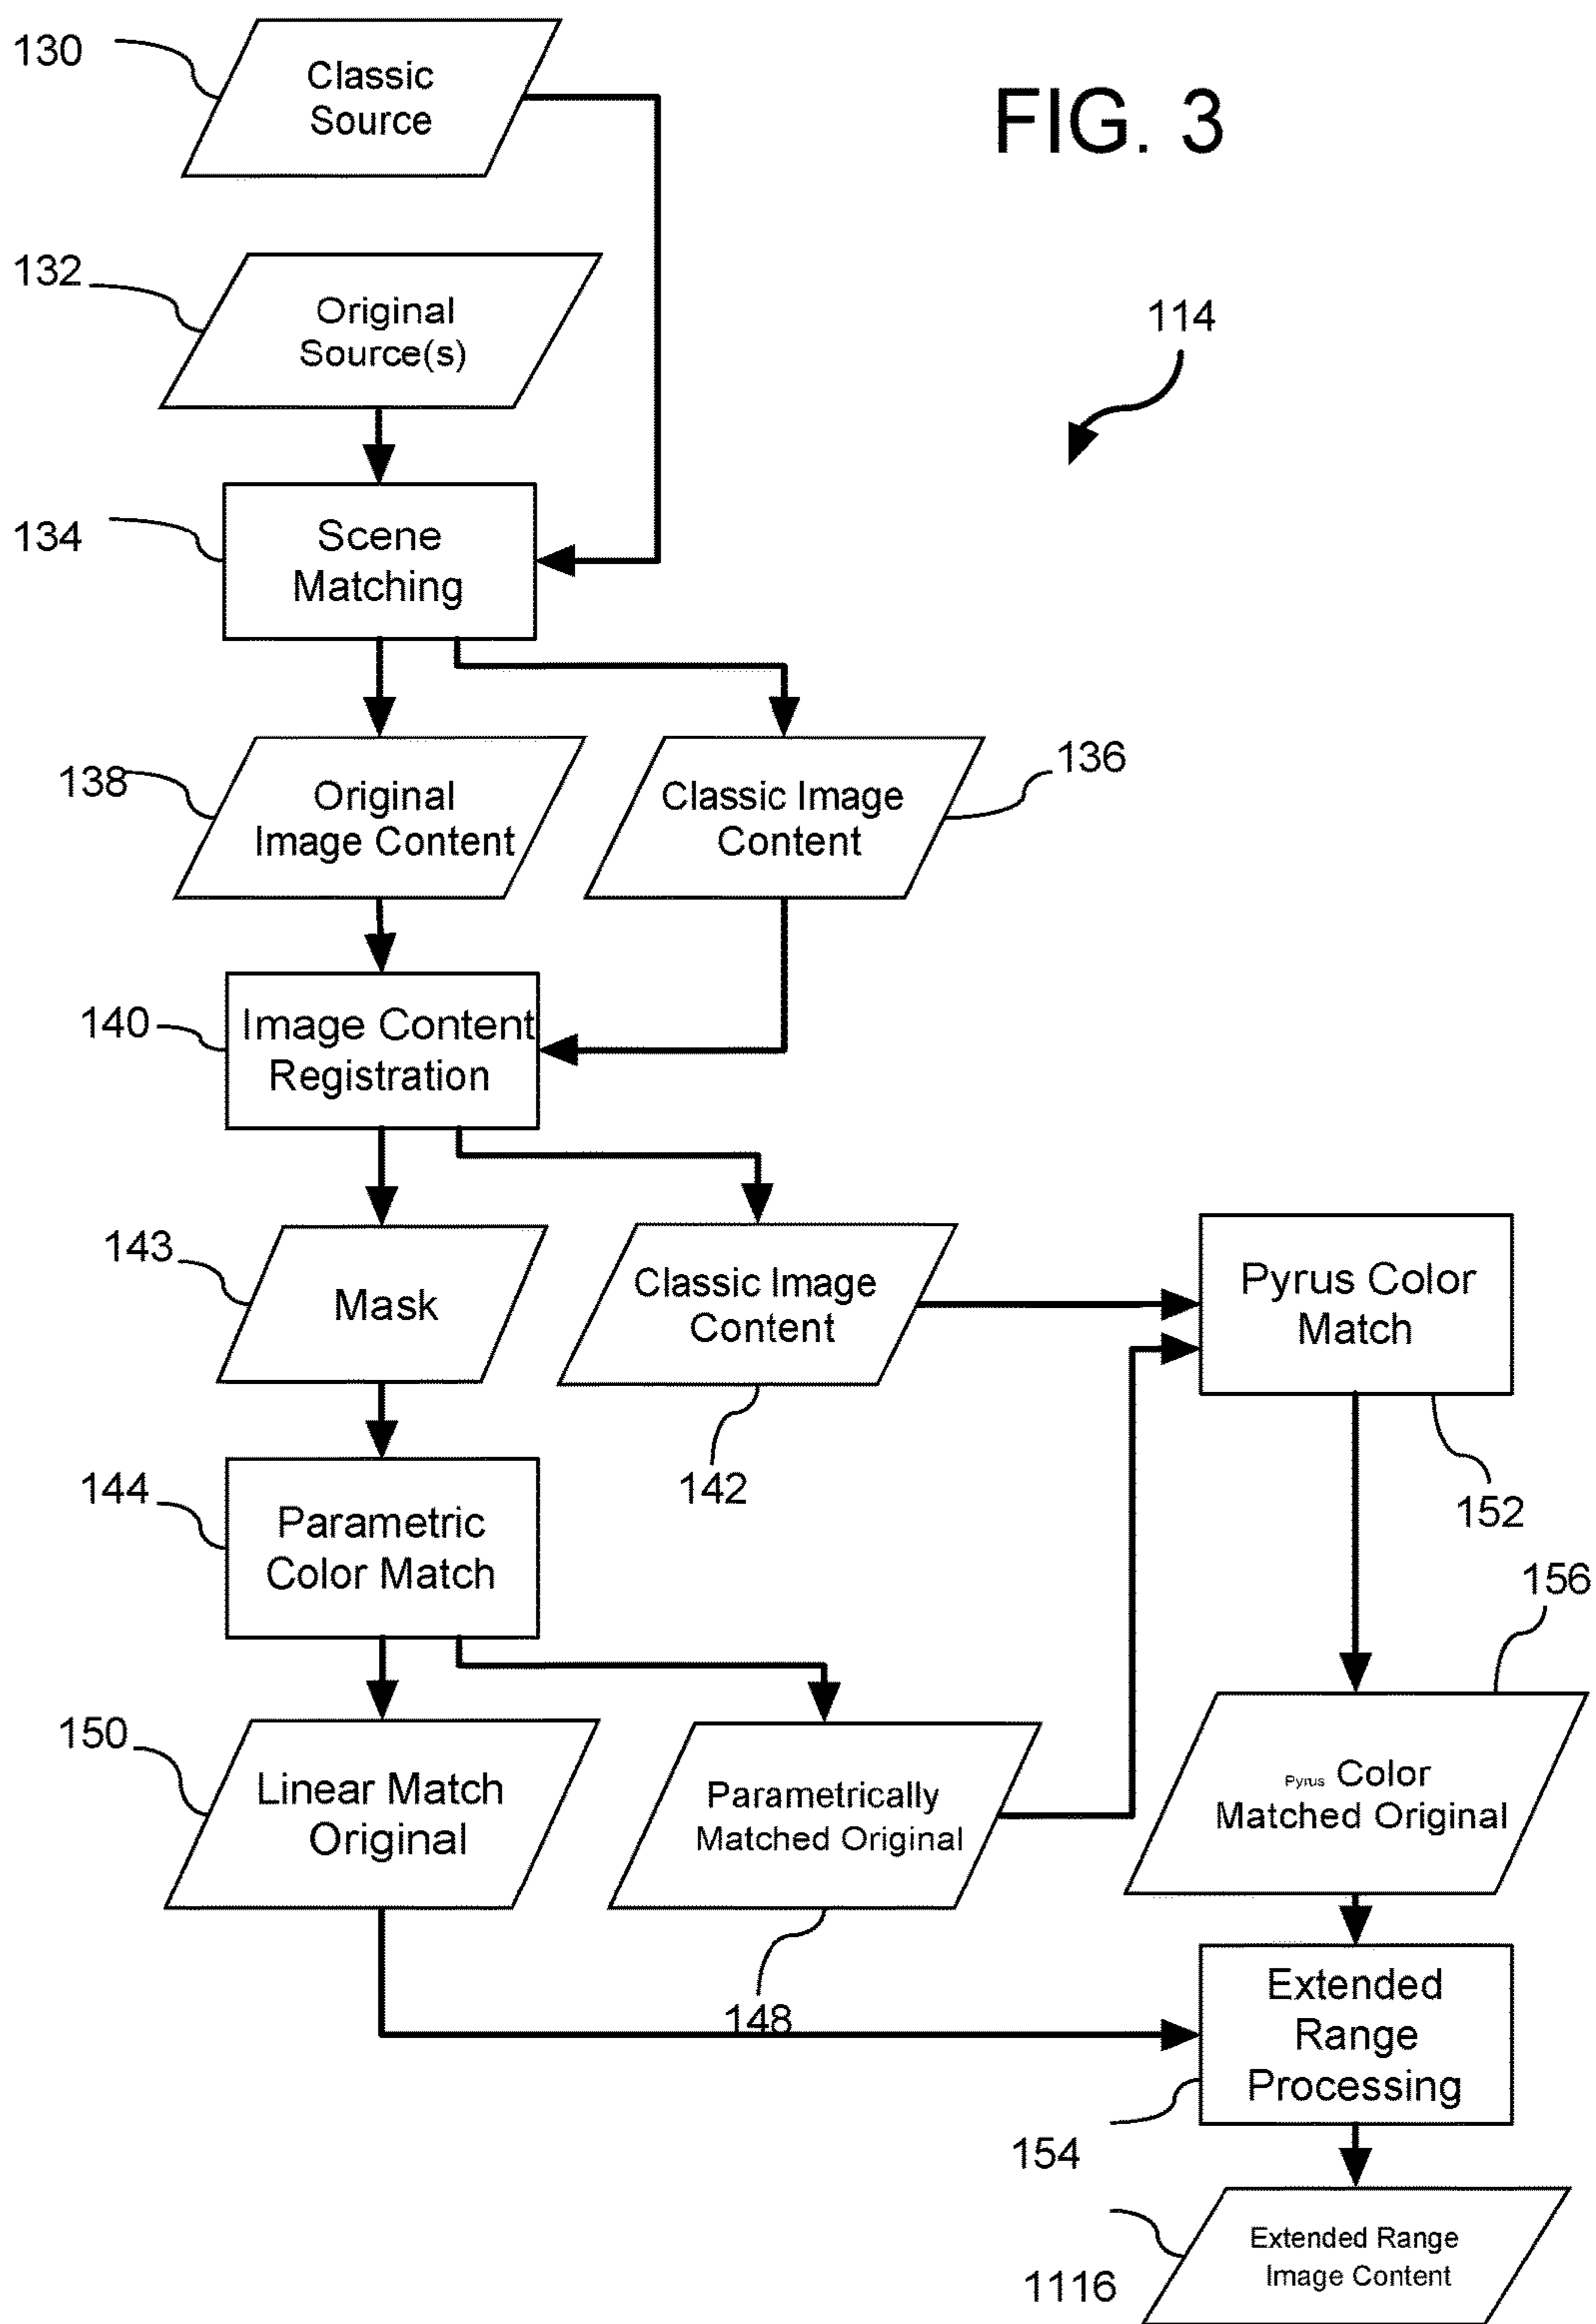 130
Classic
Source
FIG. 3
132
Original
Source(s)
114
134
Scene
Matching
138
Original
Image Content
Classic Image
Content
136
140
Image Content
Registration
143
Mask
Classic Image
Content
142
Pyrus Color
Match
152
144
Parametric
Color Match
156
150
Linear Match
Original
Parametrically
Matched Original
148
Pyrus Color
Matched Original
Extended
Range
Processing
154
1116
Extended Range
Image Content